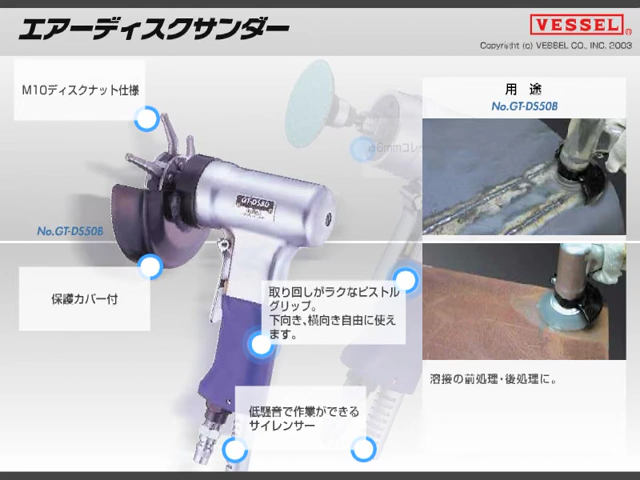 エアーディスクサンダー
VESSEL®
Copyright (c) VESSEL CO., INC. 2003
M10ディスクナット仕様
用 途
No.GT-DS50B
6mmコレ
GT-DS50
No.GT-DS50B
保護カバー付
取り回しがラクなピストル
グリップ。
下向き、横向き自由に使え
ます。
溶接の前処理・後処理に。
低騒音で作業ができる
サイレンサー